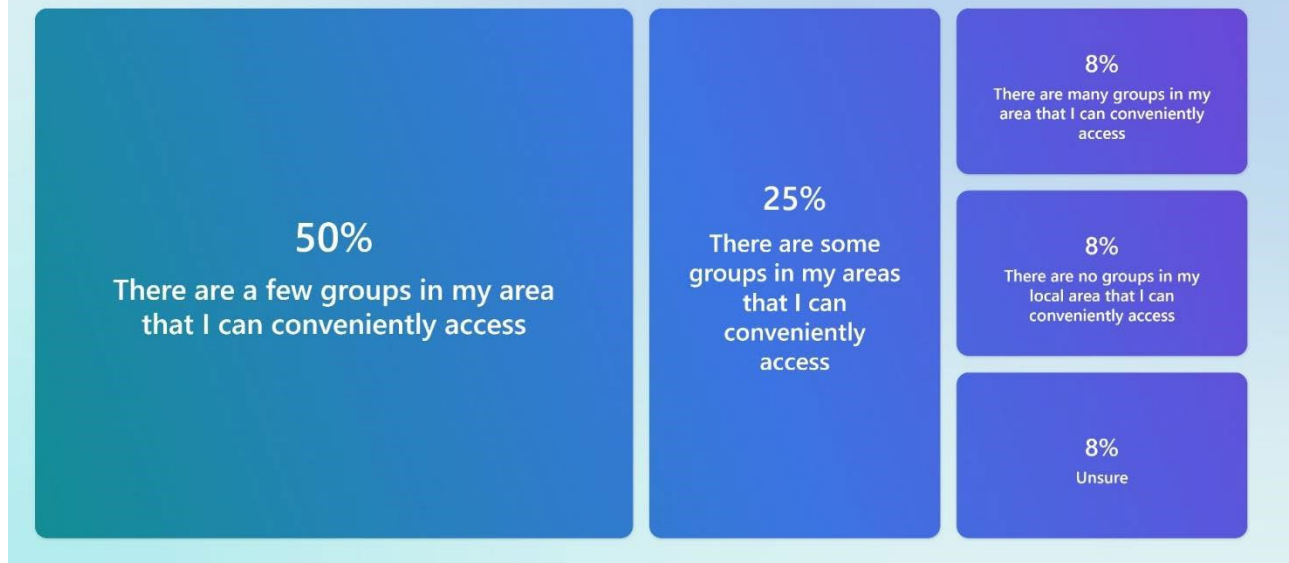 50%
There are a few groups in my area
that I can conveniently access
25%
There are some
groups in my areas
that I can
conveniently
access
8%
There are many groups in my
area that I can conveniently
access
8%
There are no groups in my
local area that I can
conveniently access
8%
Unsure